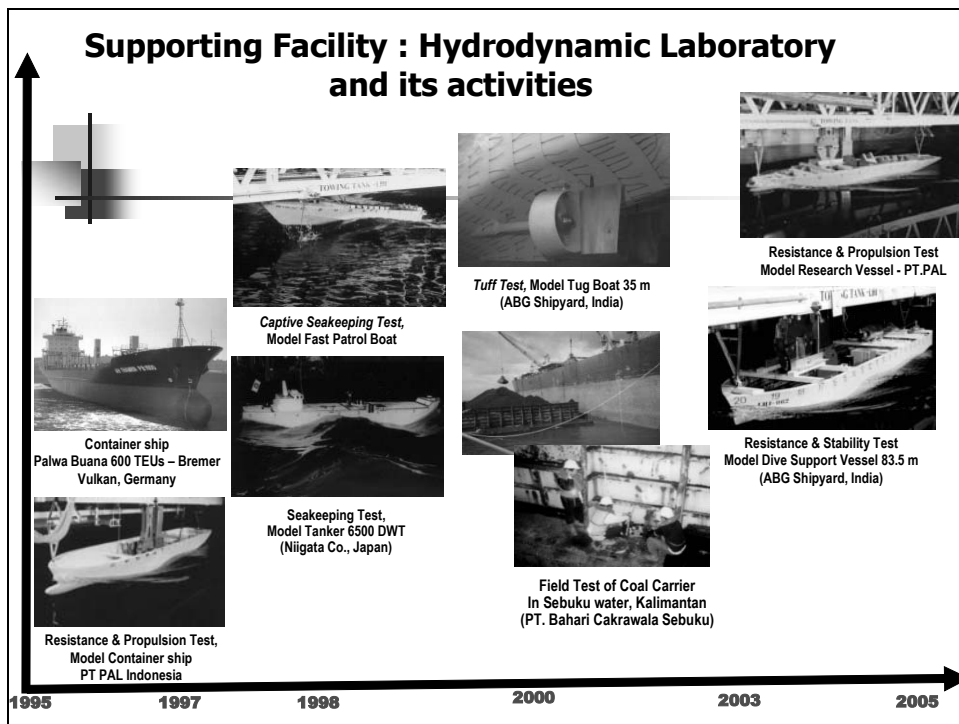 Supporting Facility : Hydrodynamic Laboratory
and its activities
TOWING TANK - LHI
Captive Seakeeping Test,
Model Fast Patrol Boat
Tuff Test, Model Tug Boat 35 m
(ABG Shipyard, India)
Resistance & Propulsion Test
Model Research Vessel - PT.PAL
Container ship
Palwa Buana 600 TEUs – Bremer
Vulkan, Germany
Seakeeping Test,
Model Tanker 6500 DWT
(Niigata Co., Japan)
Resistance & Stability Test
Model Dive Support Vessel 83.5 m
(ABG Shipyard, India)
Field Test of Coal Carrier
In Sebuku water, Kalimantan
(PT. Bahari Cakrawala Sebuku)
Resistance & Propulsion Test,
Model Container ship
PT PAL Indonesia
1995
1997
1998
2000
2003
2005